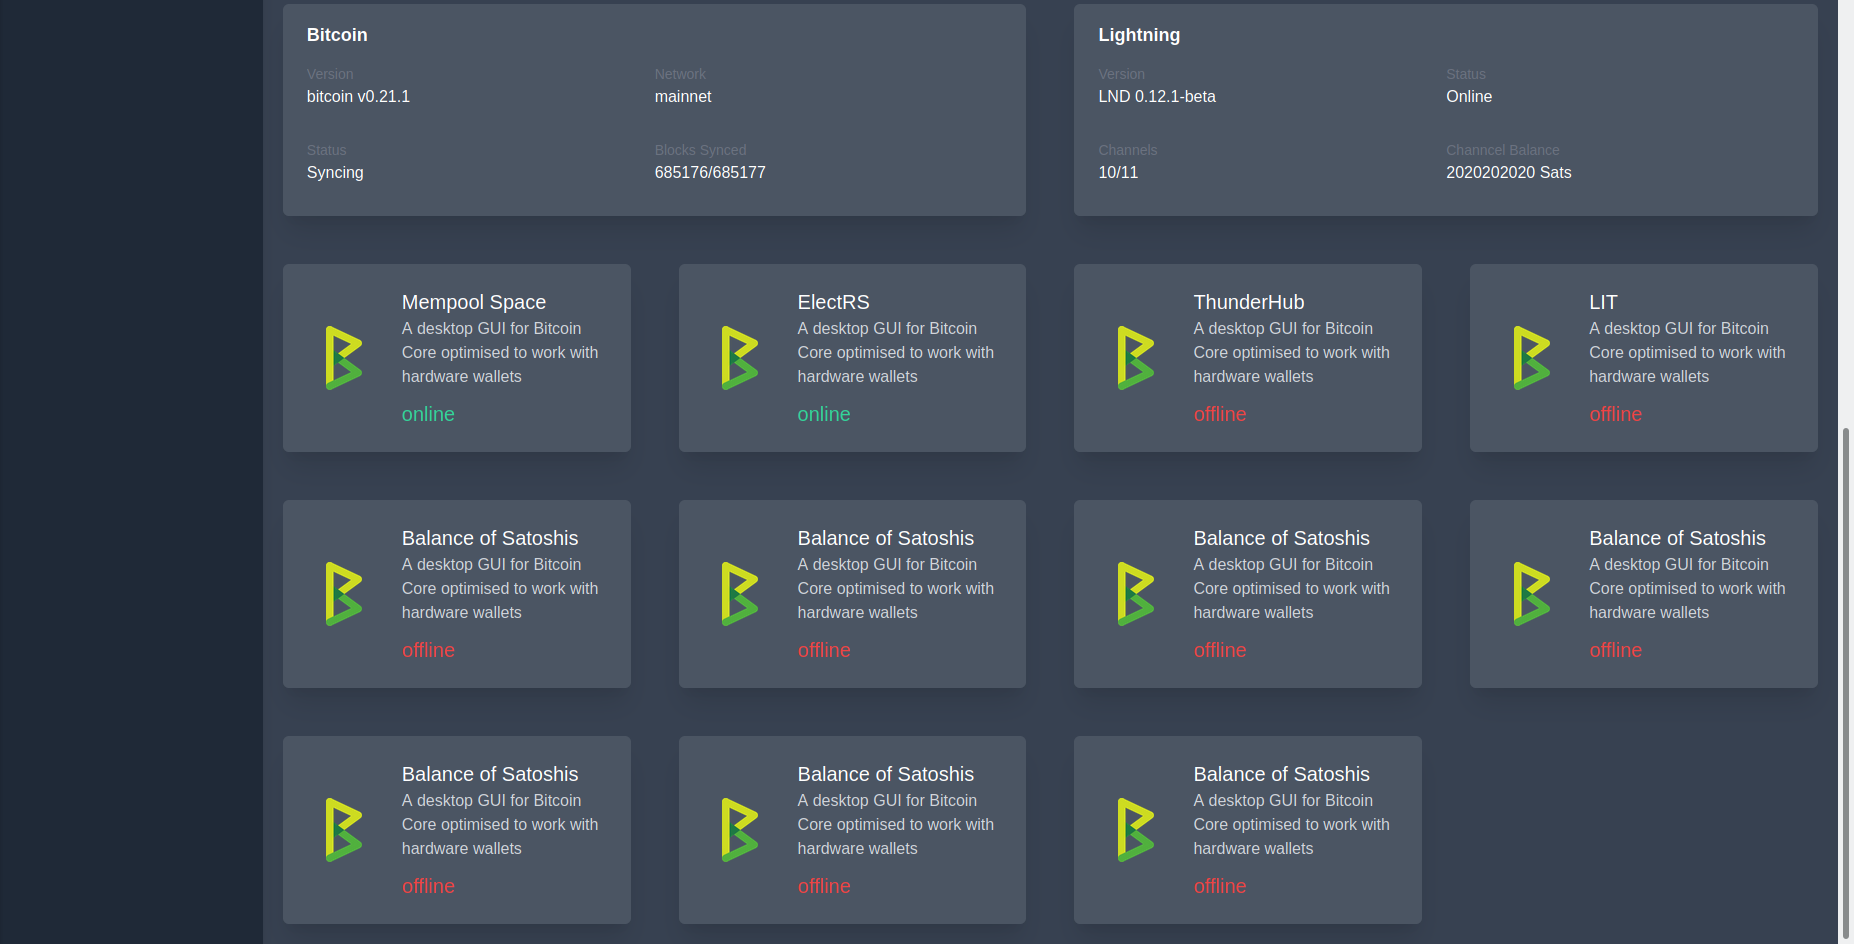 Bitcoin
Version
bitcoin v0.21.1
Network
mainnet
Status
Syncing
Blocks Synced
685176/685177
Lightning
Version
LND 0.12.1-beta
Status
Online
Channels
10/11
Channcel Balance
2020202020 Sats
Mempool Space
A desktop GUI for Bitcoin
Core optimised to work with
hardware wallets
online
ElectRS
A desktop GUI for Bitcoin
Core optimised to work with
hardware wallets
online
ThunderHub
A desktop GUI for Bitcoin
Core optimised to work with
hardware wallets
offline
LIT
A desktop GUI for Bitcoin
Core optimised to work with
hardware wallets
offline
Balance of Satoshis
A desktop GUI for Bitcoin
Core optimised to work with
hardware wallets
offline
Balance of Satoshis
A desktop GUI for Bitcoin
Core optimised to work with
hardware wallets
offline
Balance of Satoshis
A desktop GUI for Bitcoin
Core optimised to work with
hardware wallets
offline
Balance of Satoshis
A desktop GUI for Bitcoin
Core optimised to work with
hardware wallets
offline
Balance of Satoshis
A desktop GUI for Bitcoin
Core optimised to work with
hardware wallets
offline
Balance of Satoshis
A desktop GUI for Bitcoin
Core optimised to work with
hardware wallets
offline
Balance of Satoshis
A desktop GUI for Bitcoin
Core optimised to work with
hardware wallets
offline